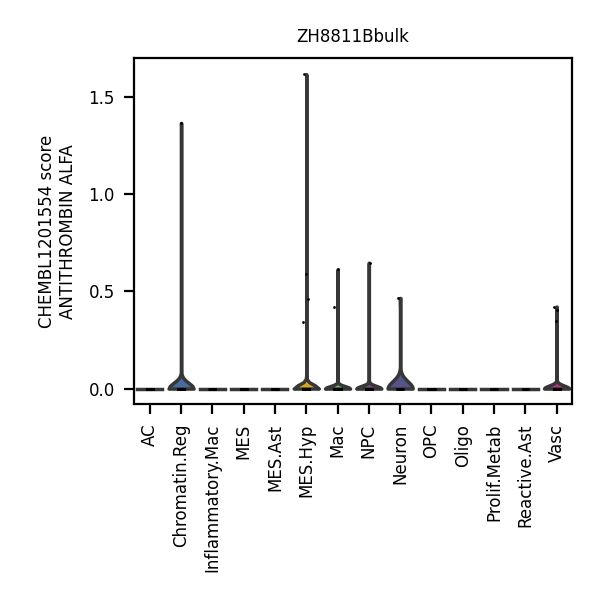 ZH8811Bbulk
CHEMBL1201554 score
ANTITHROMBIN ALFA
1.5
1.0
0.5
0.0
AC
Chromatin.Reg
Inflammatory.Mac
MES
MES.Ast
MES.Hyp
Mac
NPC
Neuron
OPC
Oligo
Prolif.Metab
Reactive.Ast
Vasc